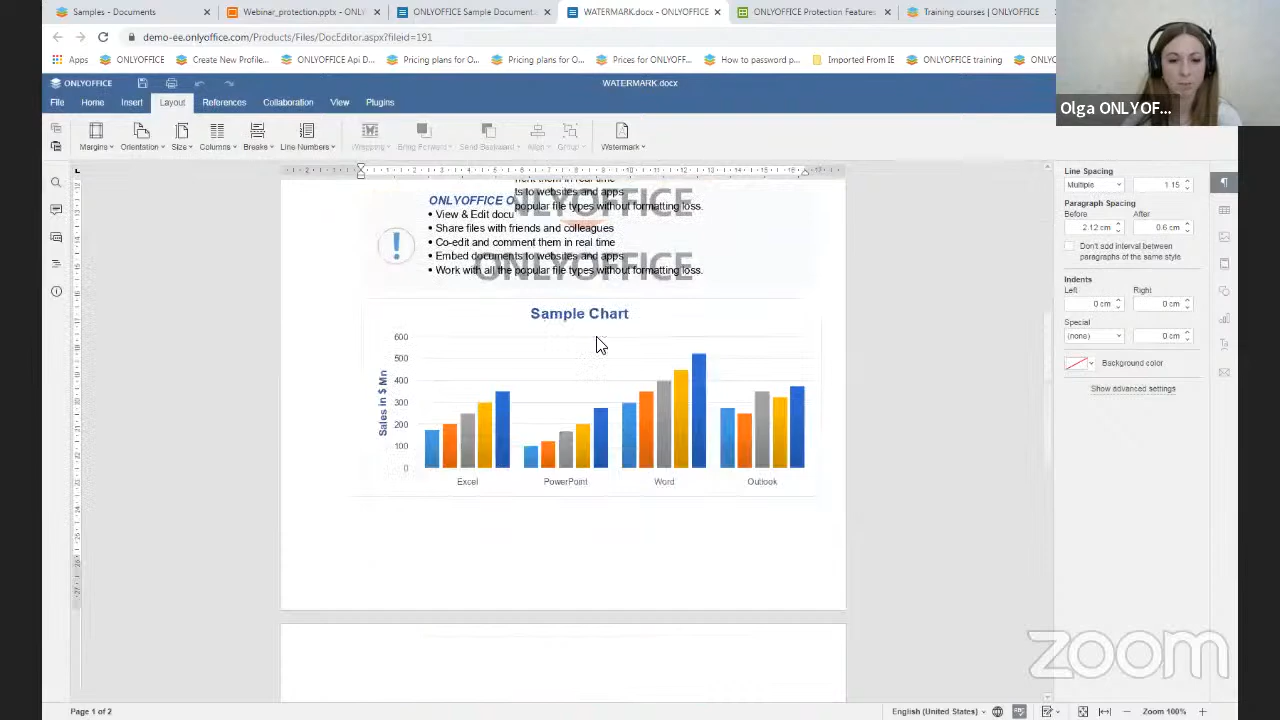 Samples - Documents × Webinar_protection.pptx - ONLY × ONLYOFFICE Sample Document × WATERMARK.docx - ONLYOFFICE × ONLYOFFICE Protection Features × Training courses | ONLYOFFICE
demo-ee.onlyoffice.com/Products/Files/DocEditor.aspx?fileid=191
Apps ONLYOFFICE Create New Profile... ONLYOFFICE Api D... Pricing plans for O... Pricing plans for O... Prices for ONLYOFF... How to password p... Imported From IE ONLYOFFICE training
ONLYOFFICE WATERMARK.docx
Olga ONLYOF...
File Home Insert Layout References Collaboration View Plugins
Margins Orientation Size Columns Breaks Line Numbers Wrapping Bring Forward Send Backward Align Group Watermark
Line Spacing
Multiple 1.15
Paragraph Spacing
Before After
2.12 cm 0.6 cm
Don't add interval between
paragraphs of the same style
Indents
Left Right
0 cm 0 cm
Special
(none) 0 cm
Background color
Show advanced settings
ts to websites and apps
popular file types without formatting loss.
ONLYOFFICE O
• View & Edit docu
• Share files with friends and colleagues
• Co-edit and comment them in real time
• Embed documents to websites and apps
• Work with all the popular file types without formatting loss.
ONLYOFFICE
Sample Chart
Sales in $ Mn
600
500
400
300
200
100
0
Excel PowerPoint Word Outlook
zoom
Page 1 of 2 English (United States) Zoom 100%